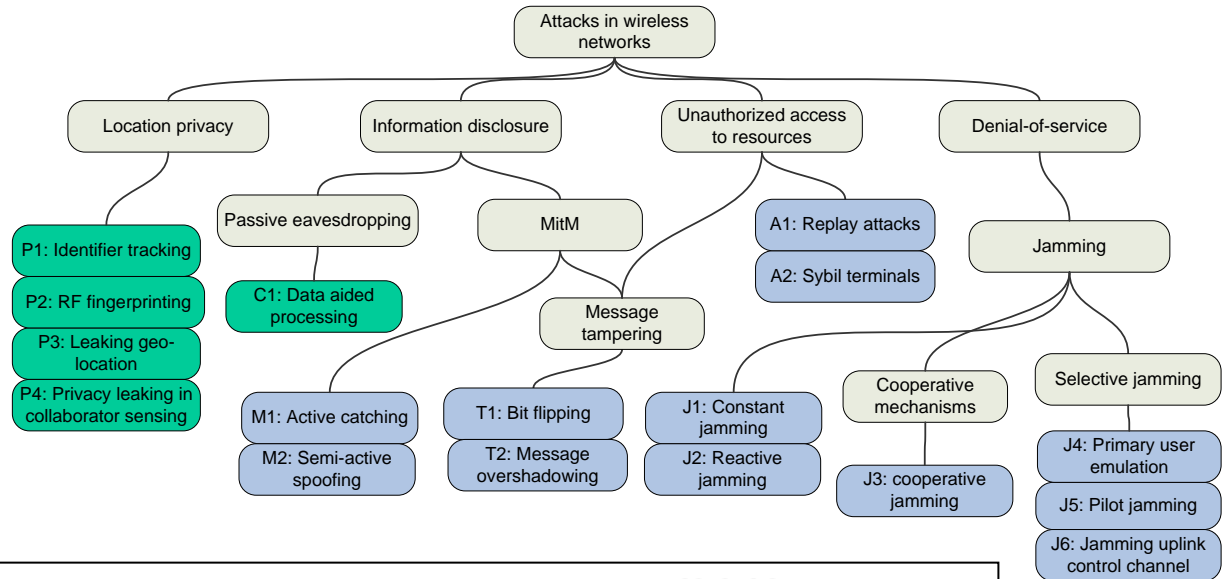 Attacks in wireless
networks
Location privacy
Information disclosure
Unauthorized access
to resources
Denial-of-service
Passive eavesdropping
MitM
A1: Replay attacks
A2: Sybil terminals
Jamming
P1: Identifier tracking
P2: RF fingerprinting
P3: Leaking geo-
location
P4: Privacy leaking in
collaborator sensing
C1: Data aided
processing
Message
tampering
Cooperative
mechanisms
Selective jamming
M1: Active catching
M2: Semi-active
spoofing
T1: Bit flipping
T2: Message
overshadowing
J1: Constant
jamming
J2: Reactive
jamming
J3: cooperative
jamming
J4: Primary user
emulation
J5: Pilot jamming
J6: Jamming uplink
control channel